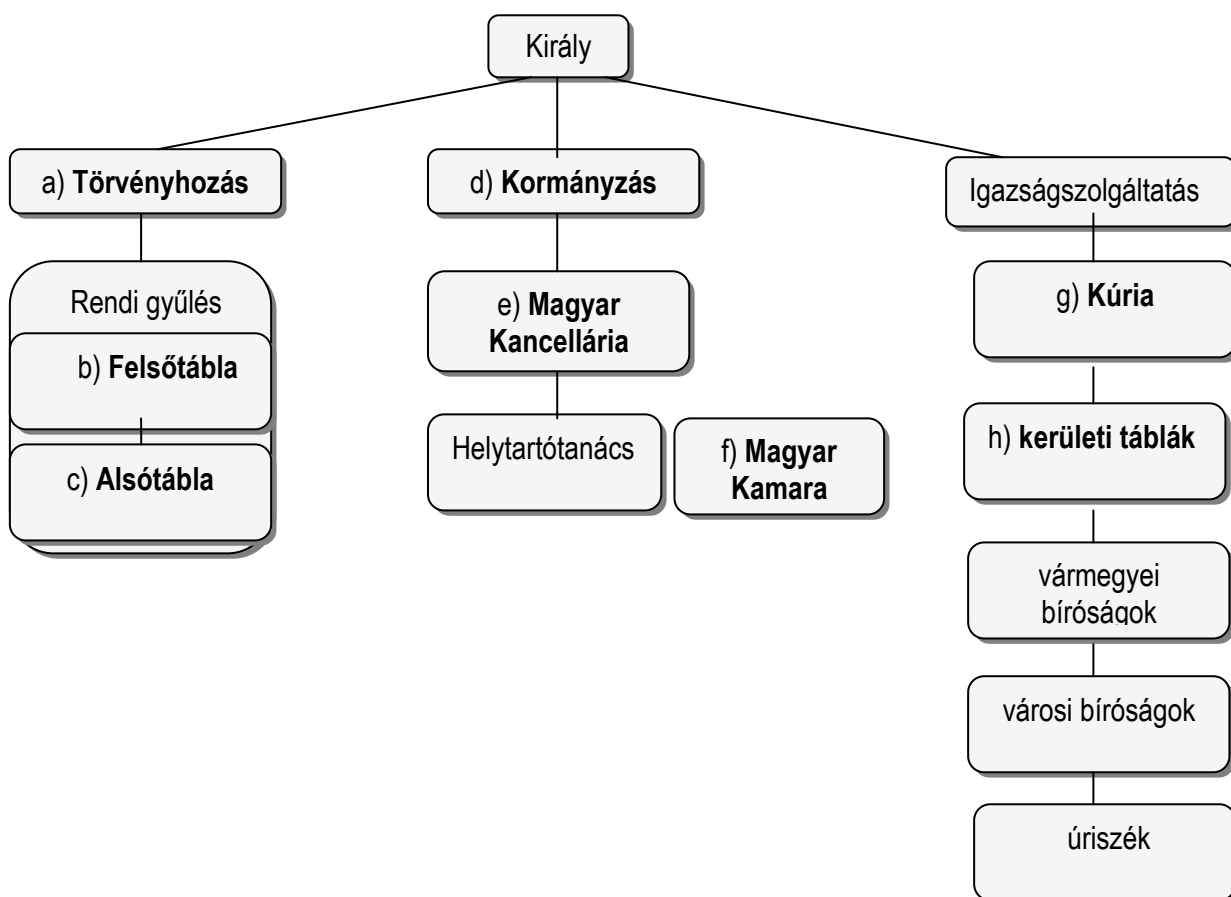 Király
a) Törvényhozás
Rendi gyűlés
b) Felsőtábla
c) Alsótábla
d) Kormányzás
e) Magyar
Kancellária
Helytartótanács
f) Magyar
Kamara
Igazságszolgáltatás
g) Kúria
h) kerületi táblák
vármegyei
bíróságok
városi bíróságok
úriszék